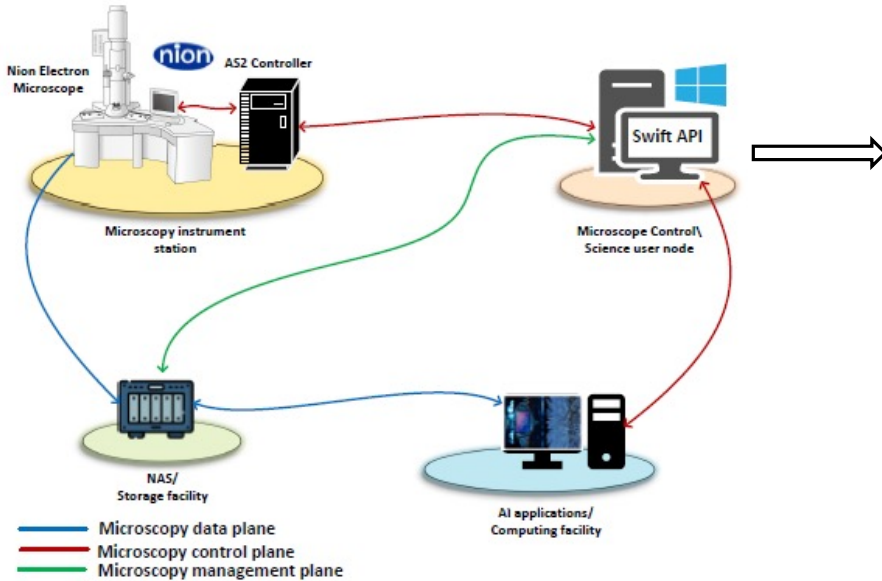 nion
AS2 Controller
Nion Electron
Microscope
Swift API
Microscopy instrument
station
Microscope Control\
Science user node
NAS/
Storage facility
AI applications/
Computing facility
Microscopy data plane
Microscopy control plane
Microscopy management plane